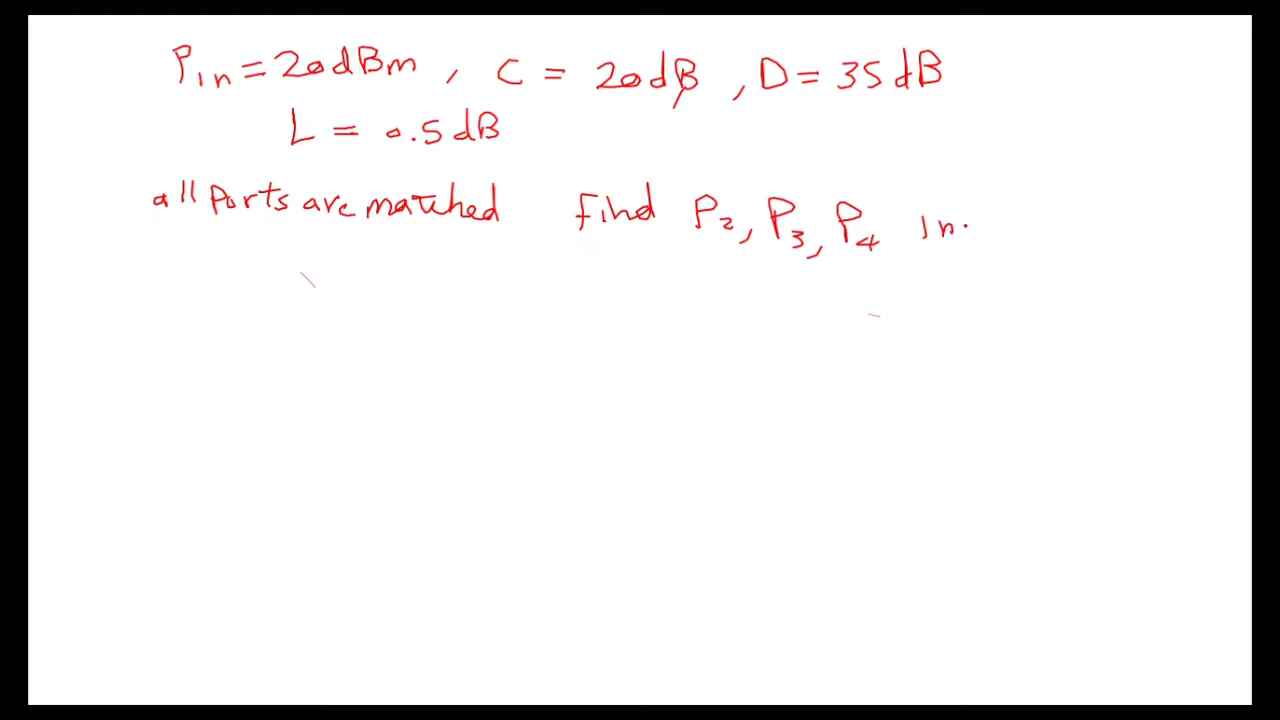 Pin = 20dBm , C = 20dB , D = 35dB
L = 0.5dB
all Ports are matched find P2, P3, P4 in.